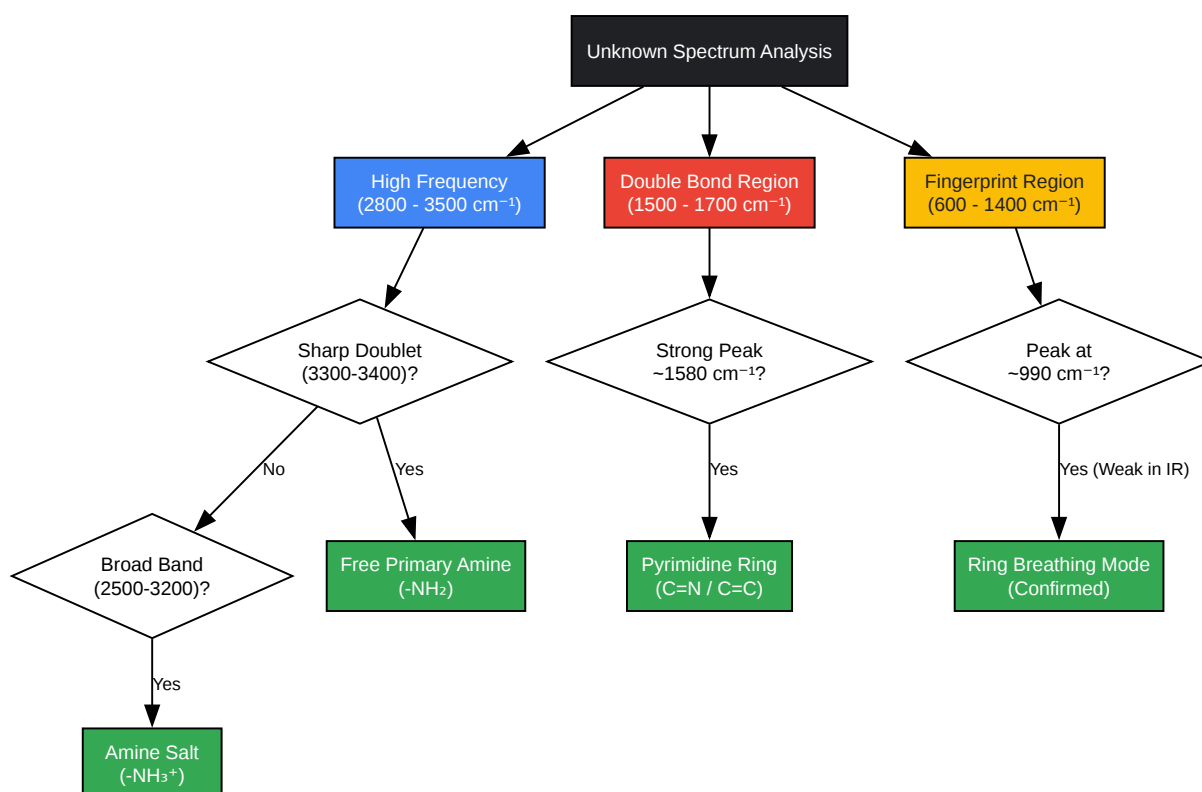 Unknown Spectrum Analysis
High Frequency
(2800 - 3500 cm⁻¹)
Double Bond Region
(1500 - 1700 cm⁻¹)
Fingerprint Region
(600 - 1400 cm⁻¹)
Sharp Doublet
(3300-3400)?
Strong Peak
~1580 cm⁻¹?
Peak at
~990 cm⁻¹?
No
Yes
Yes
Yes (Weak in IR)
Broad Band
(2500-3200)?
Free Primary Amine
(-NH₂)
Pyrimidine Ring
(C=N / C=C)
Ring Breathing Mode
(Confirmed)
Yes
Amine Salt
(-NH₃⁺)